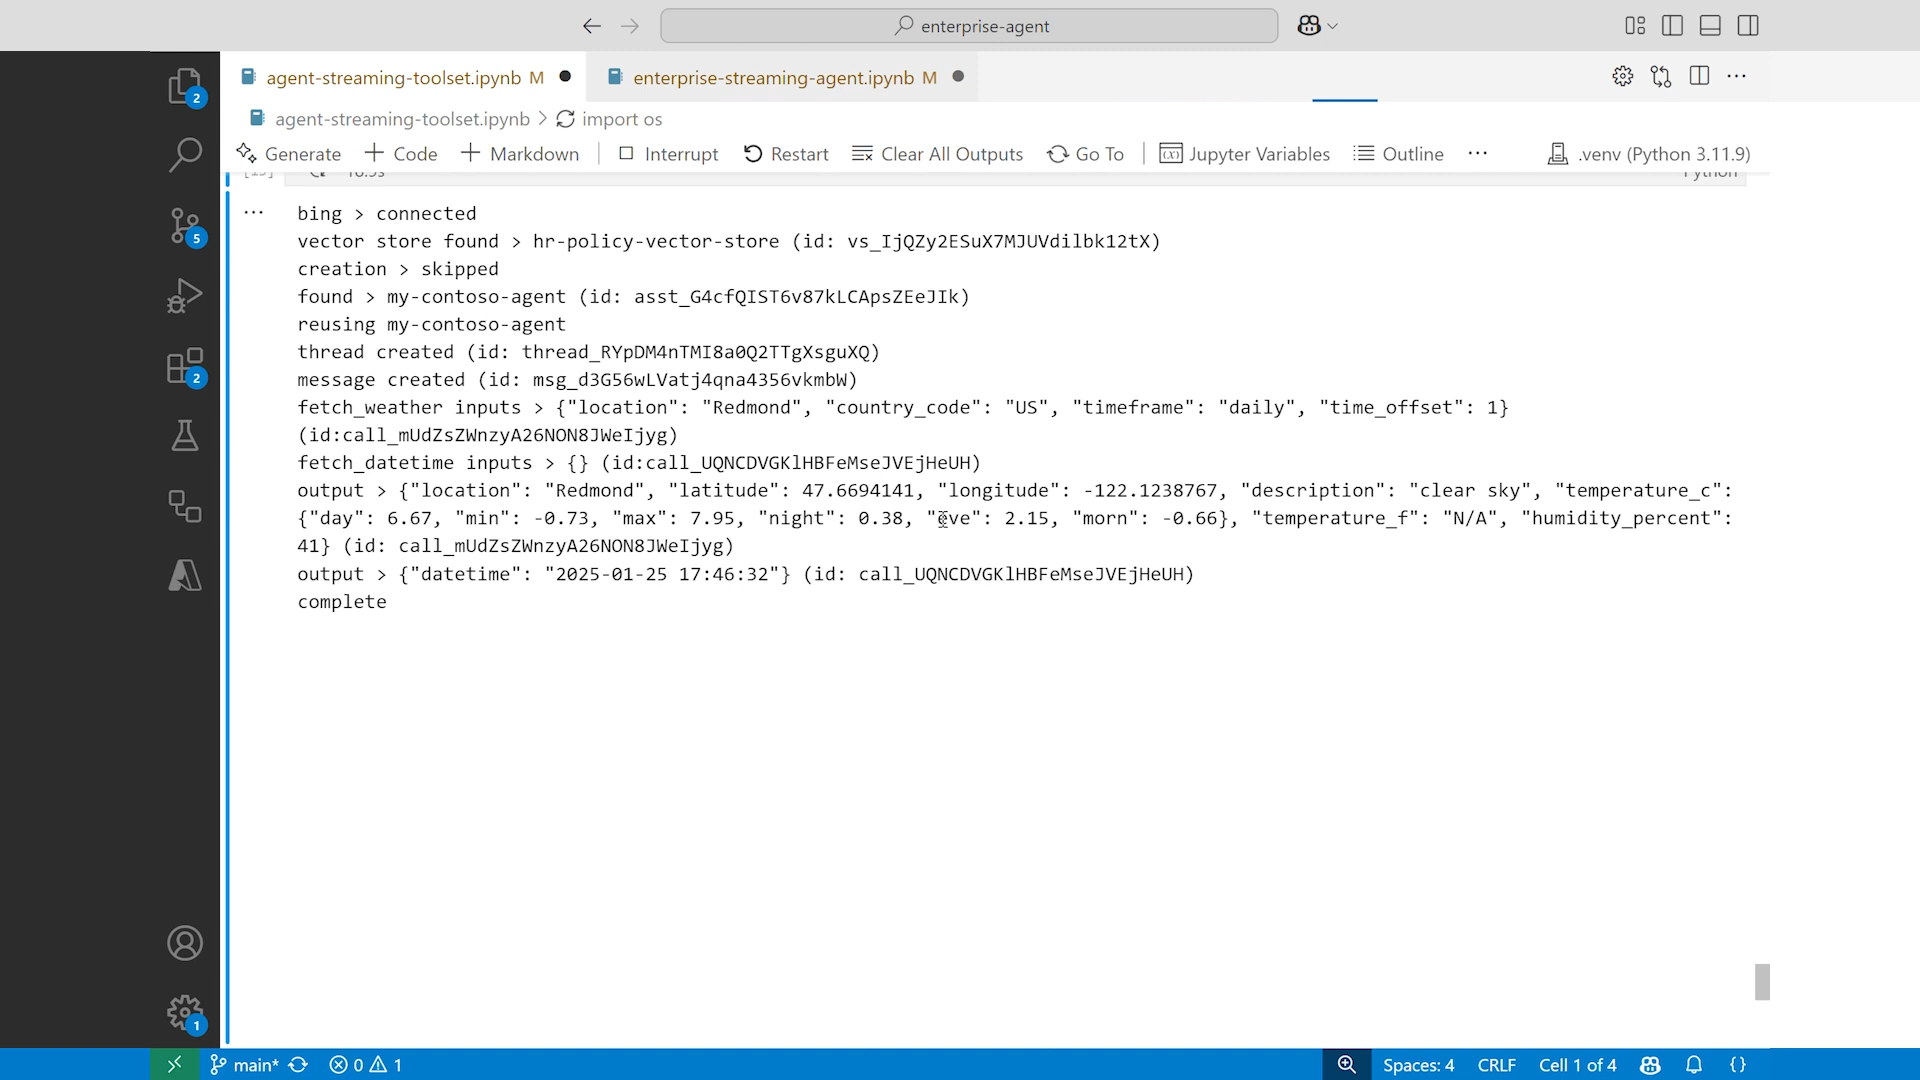 enterprise-agent
agent-streaming-toolset.ipynb M
enterprise-streaming-agent.ipynb M
agent-streaming-toolset.ipynb > import os
Generate + Code + Markdown Interrupt Restart Clear All Outputs Go To Jupyter Variables Outline ... .venv (Python 3.11.9)
Python
... bing > connected
vector store found > hr-policy-vector-store (id: vs_IjQZy2ESuX7MJUVdilbk12tX)
creation > skipped
found > my-contoso-agent (id: asst_G4cfQIST6v87kLCApsZEeJIk)
reusing my-contoso-agent
thread created (id: thread_RYpDM4nTMI8a0Q2TTgXsguXQ)
message created (id: msg_d3G56wLVatj4qna4356vkmbW)
fetch_weather inputs > {"location": "Redmond", "country_code": "US", "timeframe": "daily", "time_offset": 1}
(id:call_mUdZsZWnzyA26NON8JWeIjyg)
fetch_datetime inputs > {} (id:call_UQNCDVGKlHBFeMseJVEjHeUH)
output > {"location": "Redmond", "latitude": 47.6694141, "longitude": -122.1238767, "description": "clear sky", "temperature_c":
{"day": 6.67, "min": -0.73, "max": 7.95, "night": 0.38, "eve": 2.15, "morn": -0.66}, "temperature_f": "N/A", "humidity_percent":
41} (id: call_mUdZsZWnzyA26NON8JWeIjyg)
output > {"datetime": "2025-01-25 17:46:32"} (id: call_UQNCDVGKlHBFeMseJVEjHeUH)
complete
2
5
2
1
main* 0 1 Spaces: 4 CRLF Cell 1 of 4 {}